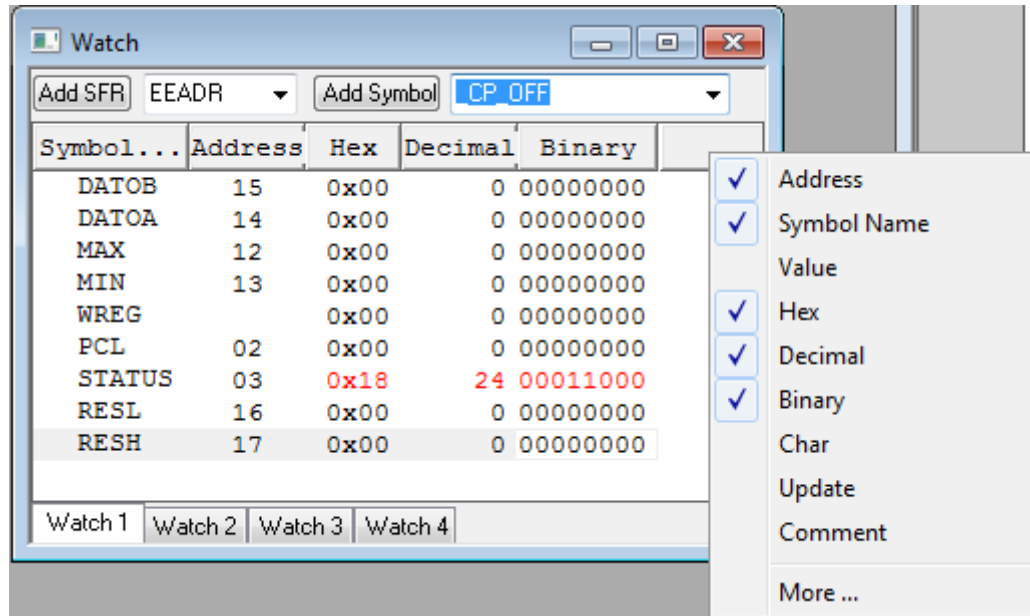 Watch
Add SFR EEADR Add Symbol _CP_OFF
Symbol... Address Hex Decimal Binary
DATOB 15 0x00 0 00000000
DATOA 14 0x00 0 00000000
MAX 12 0x00 0 00000000
MIN 13 0x00 0 00000000
WREG 0x00 0 00000000
PCL 02 0x00 0 00000000
STATUS 03 0x18 24 00011000
RESL 16 0x00 0 00000000
RESH 17 0x00 0 00000000
Watch 1 Watch 2 Watch 3 Watch 4
Address
Symbol Name
Value
Hex
Decimal
Binary
Char
Update
Comment
More ...